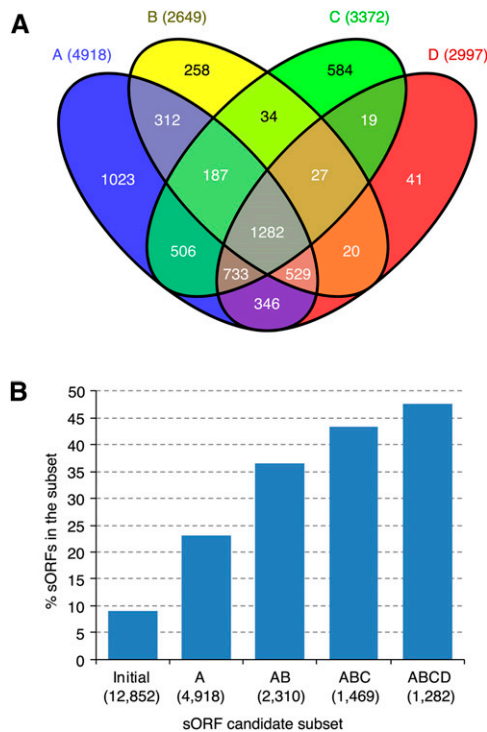 A
B (2649) C (3372)
A (4918) D (2997)
258 584
312 34 19
1023 187 27 41
1282
506 20
733 529
346
B
% sORFs in the subset
50
45
40
35
30
25
20
15
10
5
0
Initial A AB ABC ABCD
(12,852) (4,918) (2,310) (1,469) (1,282)
sORF candidate subset